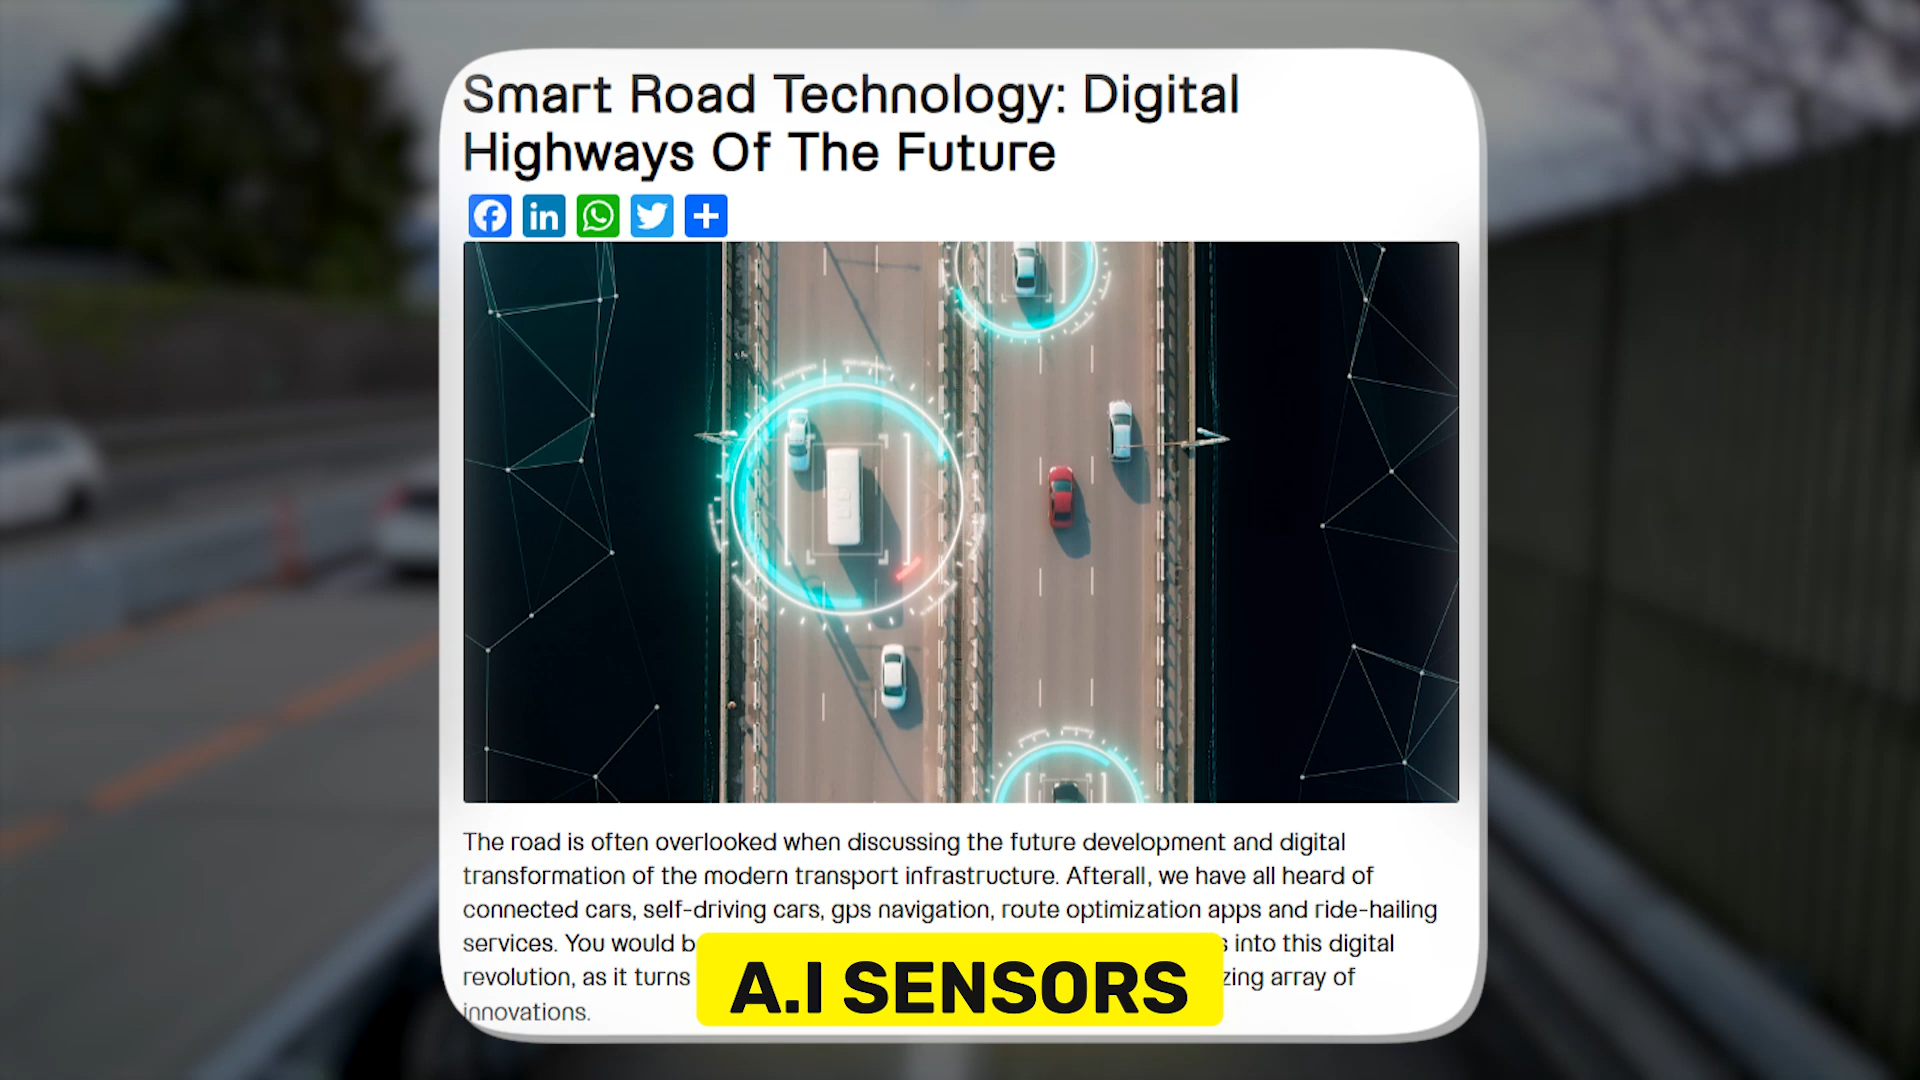 Smart Road Technology: Digital
Highways Of The Future
The road is often overlooked when discussing the future development and digital
transformation of the modern transport infrastructure. Afterall, we have all heard of
connected cars, self-driving cars, gps navigation, route optimization apps and ride-hailing
services. You would into this digital
revolution, as it turns array of
innovations.
A.I SENSORS